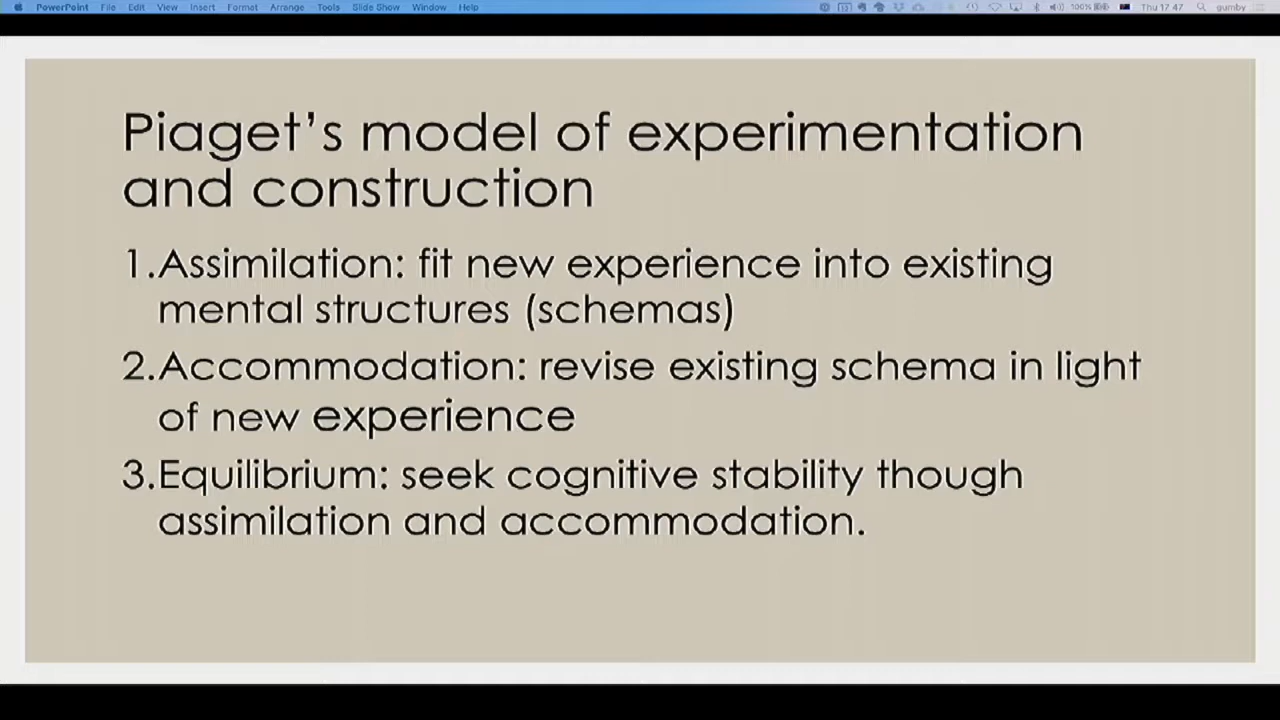 PowerPoint File Edit View Insert Format Arrange Tools Slide Show Window Help 100% Thu 17 47 gumby
Piaget's model of experimentation
and construction
1.Assimilation: fit new experience into existing
mental structures (schemas)
2.Accommodation: revise existing schema in light
of new experience
3.Equilibrium: seek cognitive stability though
assimilation and accommodation.